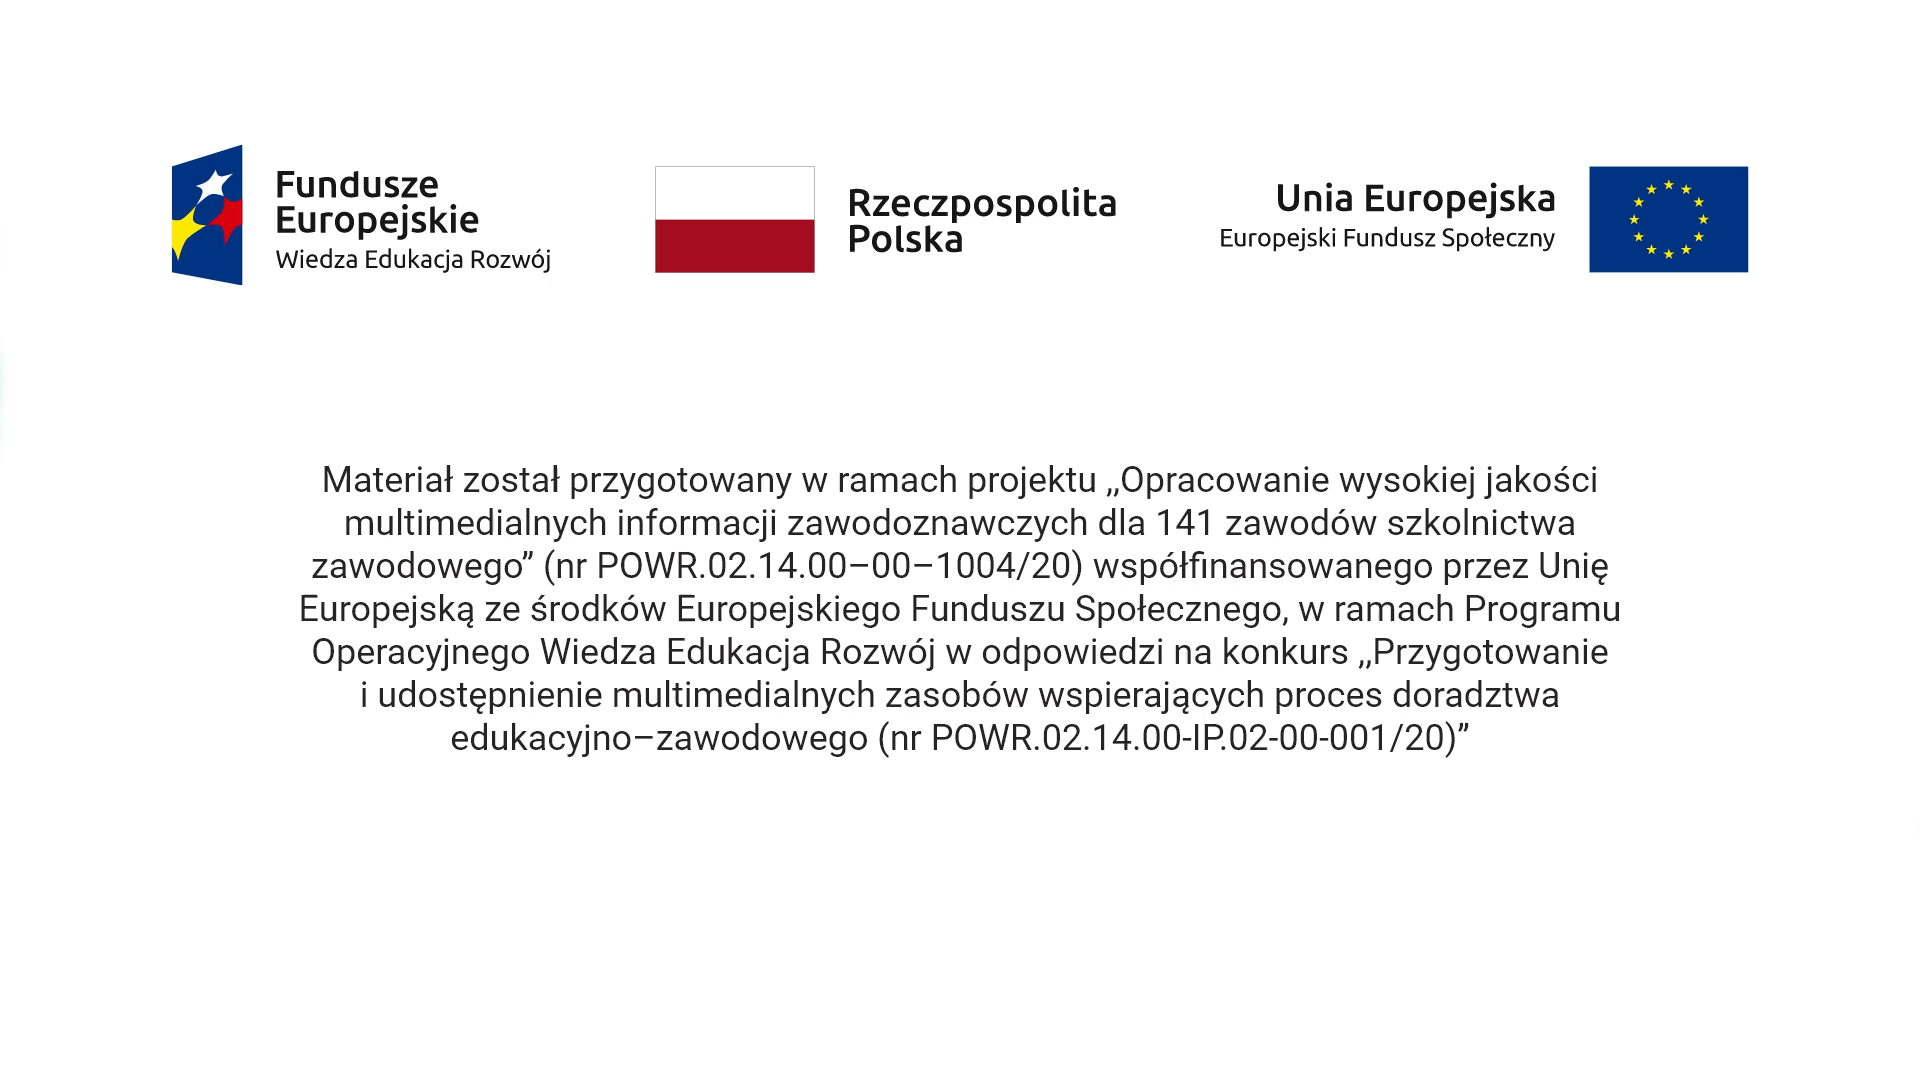 Fundusze
Europejskie
Wiedza Edukacja Rozwój
Rzeczpospolita
Polska
Unia Europejska
Europejski Fundusz Społeczny
Materiał został przygotowany w ramach projektu ,,Opracowanie wysokiej jakości
multimedialnych informacji zawodoznawczych dla 141 zawodów szkolnictwa
zawodowego” (nr POWR.02.14.00–00–1004/20) współfinansowanego przez Unię
Europejską ze środków Europejskiego Funduszu Społecznego, w ramach Programu
Operacyjnego Wiedza Edukacja Rozwój w odpowiedzi na konkurs ,,Przygotowanie
i udostępnienie multimedialnych zasobów wspierających proces doradztwa
edukacyjno–zawodowego (nr POWR.02.14.00-IP.02-00-001/20)”